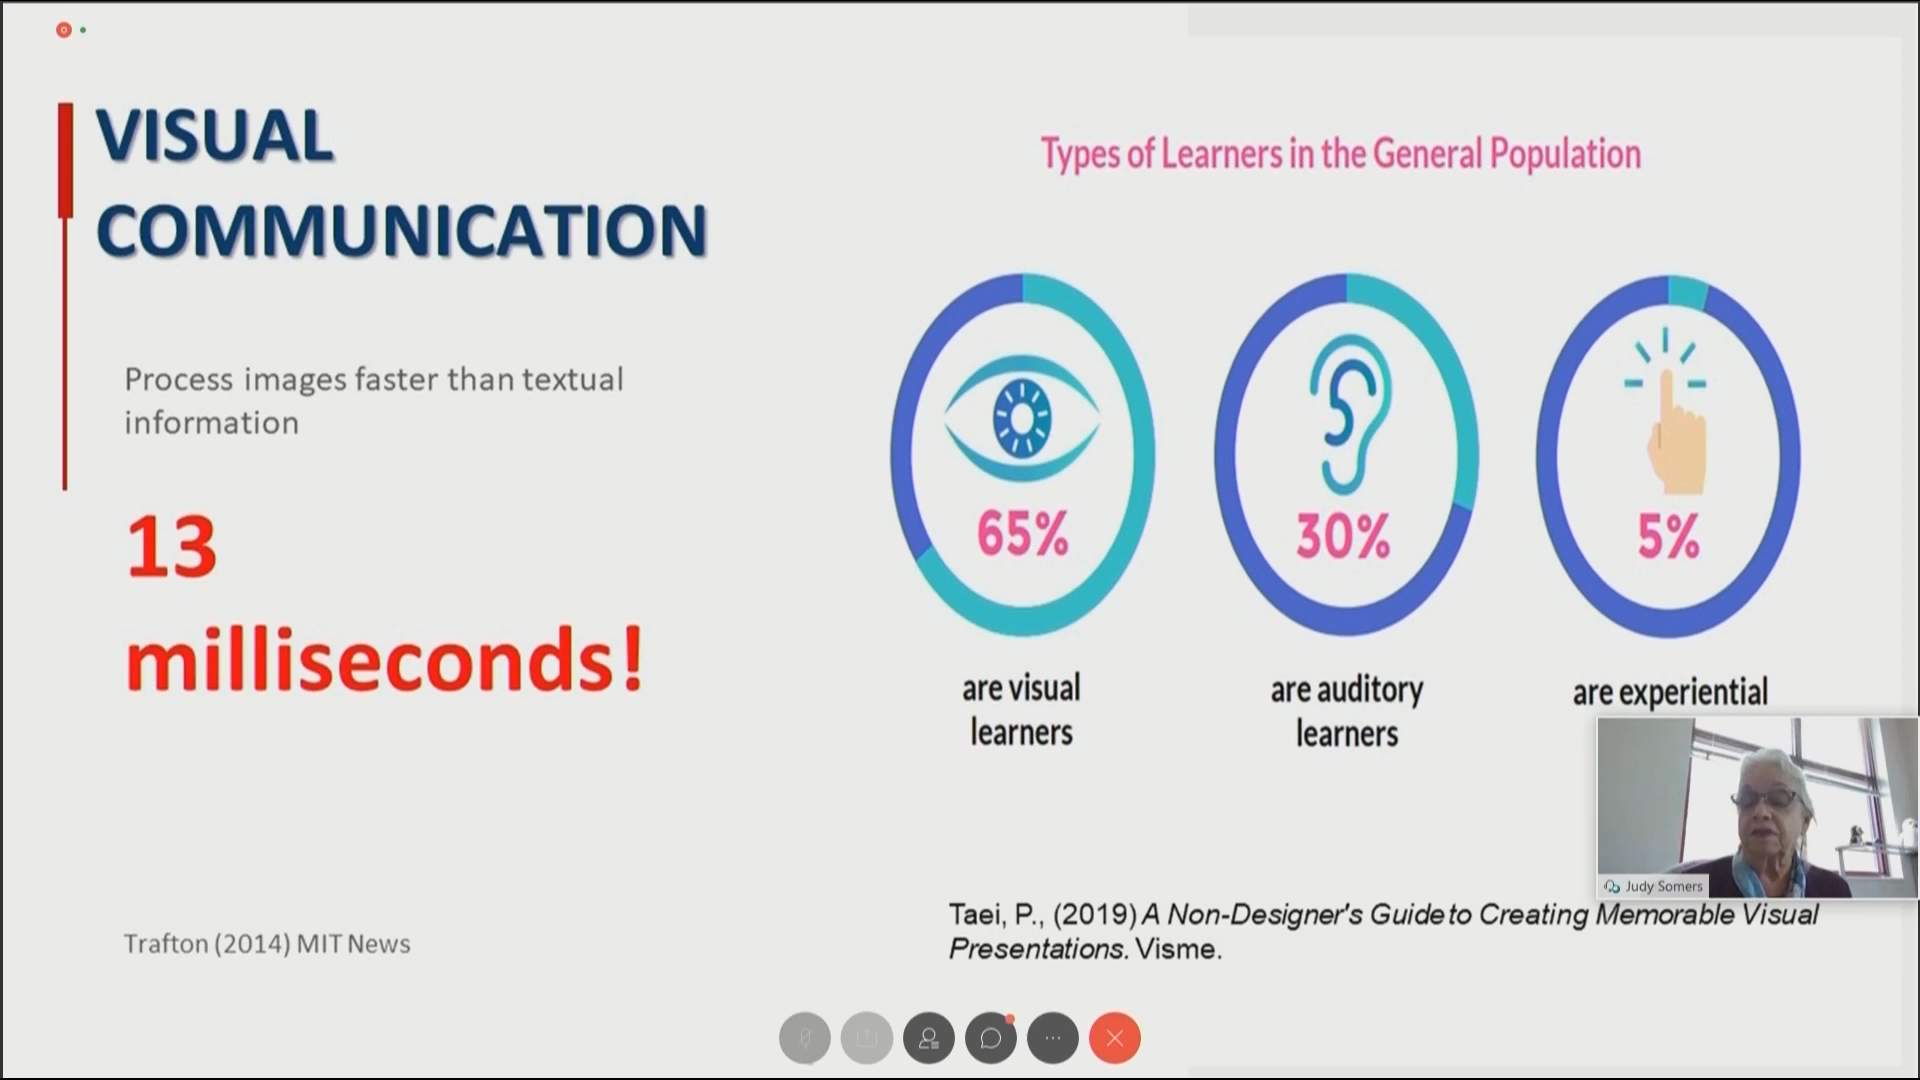 VISUAL
COMMUNICATION
Process images faster than textual
information
13
milliseconds!
Trafton (2014) MIT News
Types of Learners in the General Population
65%
are visual
learners
30%
are auditory
learners
5%
are experiential
Judy Somers
Taei, P., (2019) A Non-Designer's Guide to Creating Memorable Visual
Presentations. Visme.